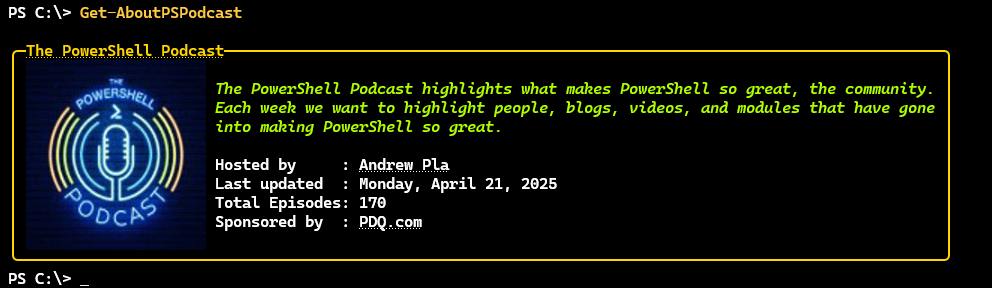 PS C:\> Get-AboutPSPodcast
The PowerShell Podcast
THE
POWERSHELL
PODCAST
The PowerShell Podcast highlights what makes PowerShell so great, the community.
Each week we want to highlight people, blogs, videos, and modules that have gone
into making PowerShell so great.
Hosted by     : Andrew Pla
Last updated  : Monday, April 21, 2025
Total Episodes: 170
Sponsored by  : PDQ.com
PS C:\> _